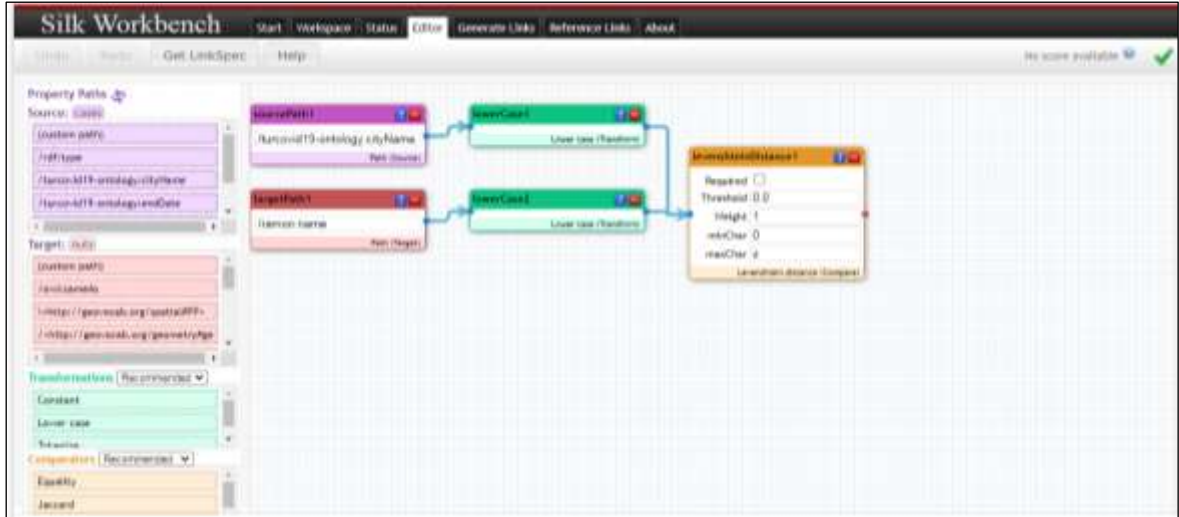 Silk Workbench
Start Workspace Status Editor Generate Links Reference Links About
Undo Redo Get LinkSpec Help
No score available
Property Paths
Source:
(custom path)
/rdf:type
Target:
(custom path)
Transformations Recommended
Constant
Lower case
Comparators Recommended
Equality
Jaccard
sourcePath1
Path (Source)
lowerCase1
Lower case (Transform)
targetPath1
Path (Target)
lowerCase2
Lower case (Transform)
levenshteinDistance1
Required
Threshold 0.0
Weight 1
minChar 0
maxChar z
Levenshtein distance (Compare)